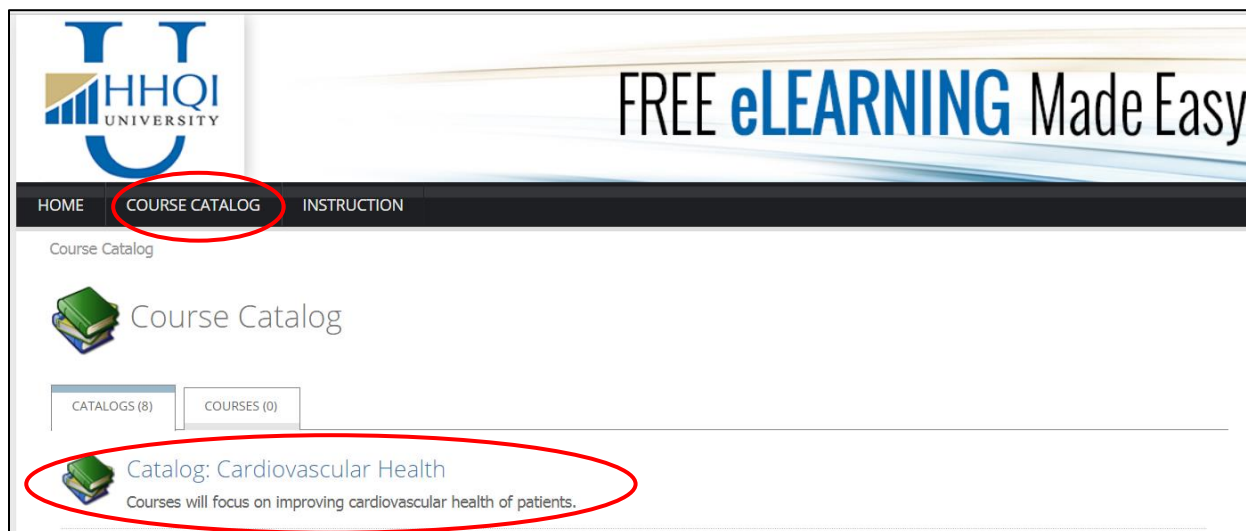 U
HHQI
UNIVERSITY
FREE eLEARNING Made Easy
HOME COURSE CATALOG INSTRUCTION
Course Catalog
Course Catalog
CATALOGS (8) COURSES (0)
Catalog: Cardiovascular Health
Courses will focus on improving cardiovascular health of patients.